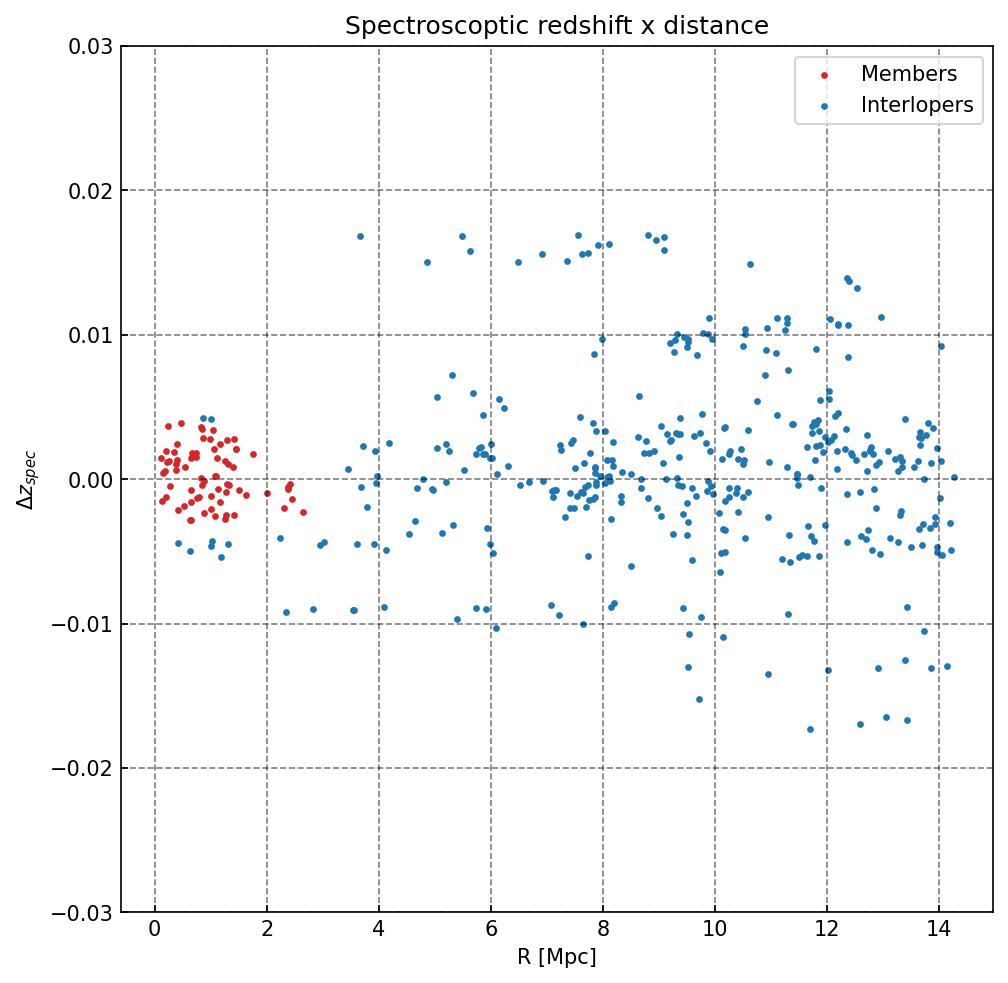 Spectroscoptic redshift x distance
Members
Interlopers
0.03
0.02
0.01
0.00
−0.01
−0.02
−0.03
Δz_spec
0 2 4 6 8 10 12 14
R [Mpc]